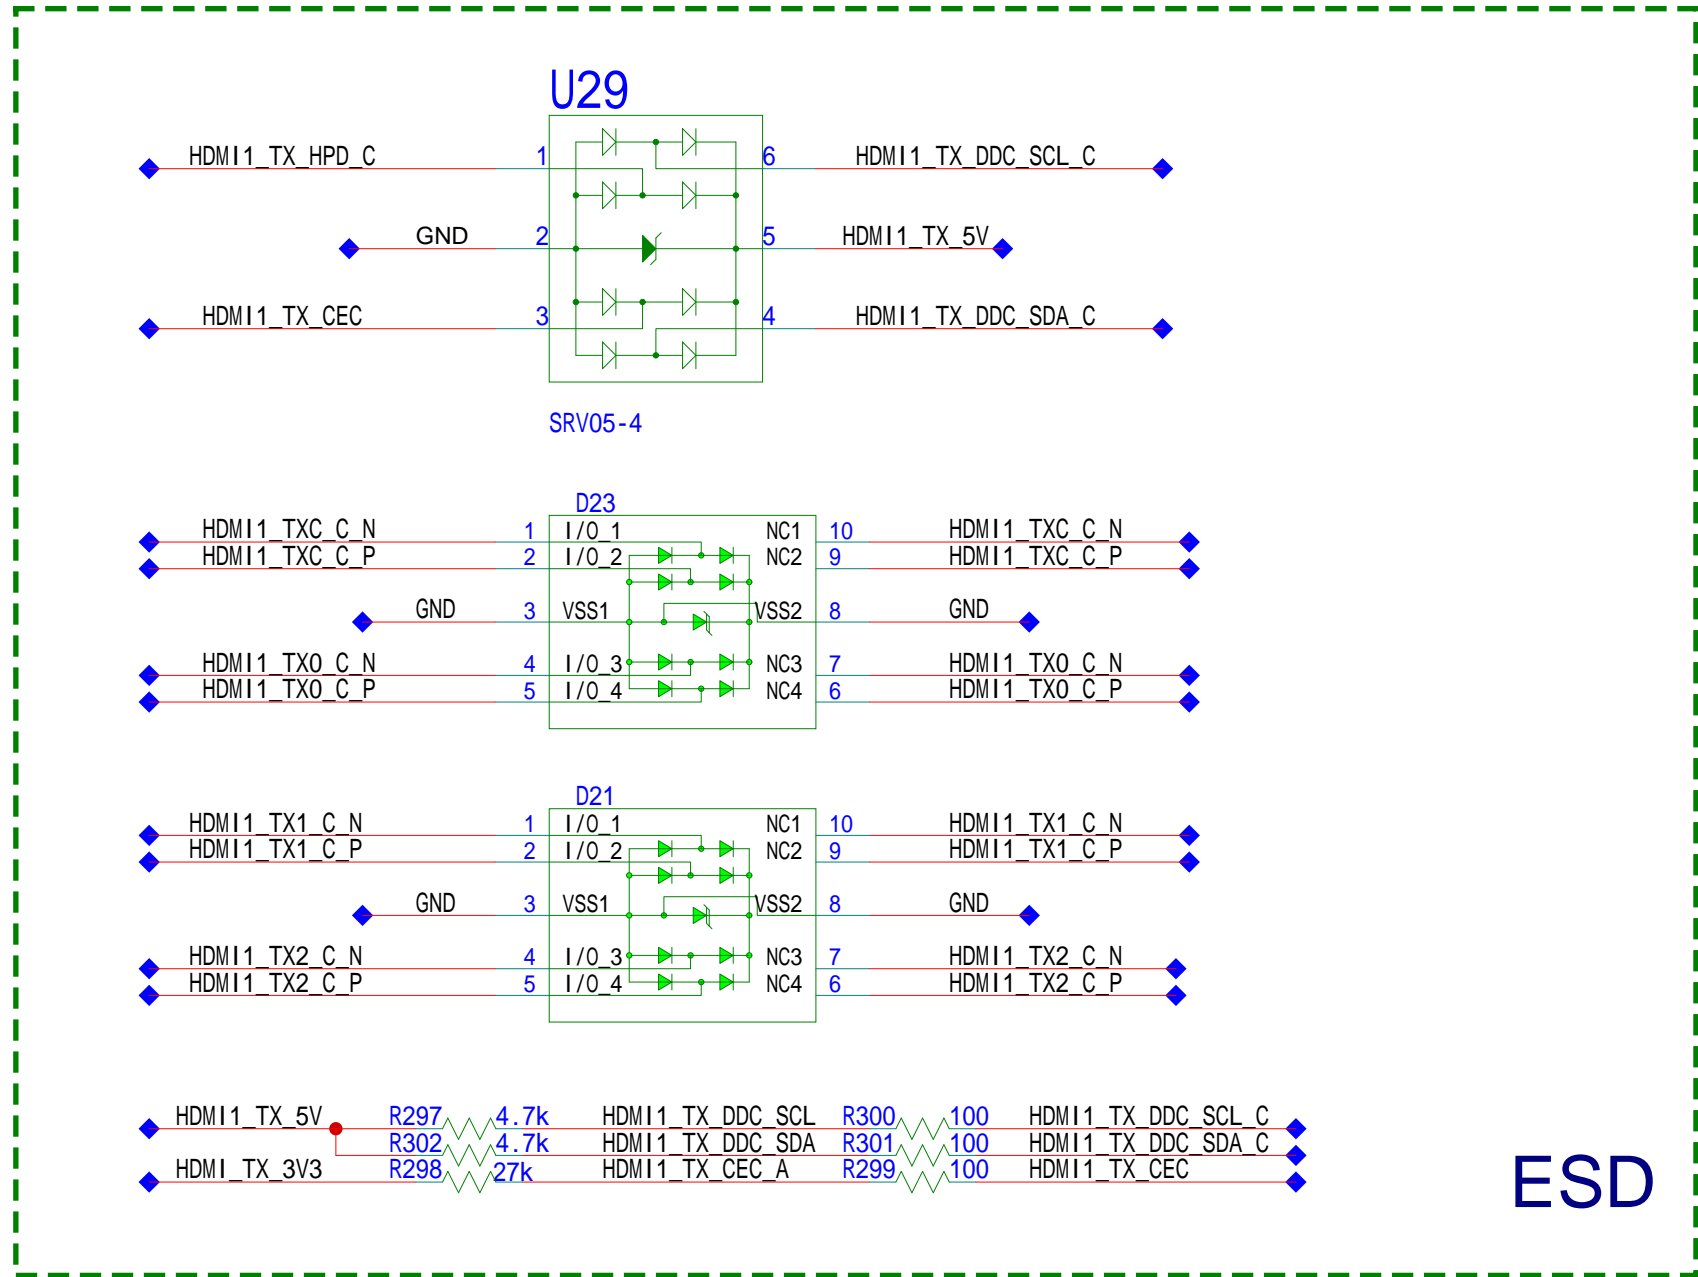 U29
HDMI1_TX_HPD_C 1 6 HDMI1_TX_DDC_SCL_C
GND 2 5 HDMI1_TX_5V
HDMI1_TX_CEC 3 4 HDMI1_TX_DDC_SDA_C
SRV05-4
D23
HDMI1_TXC_C_N 1 I/O_1 NC1 10 HDMI1_TXC_C_N
HDMI1_TXC_C_P 2 I/O_2 NC2 9 HDMI1_TXC_C_P
GND 3 VSS1 VSS2 8 GND
HDMI1_TX0_C_N 4 I/O_3 NC3 7 HDMI1_TX0_C_N
HDMI1_TX0_C_P 5 I/O_4 NC4 6 HDMI1_TX0_C_P
D21
HDMI1_TX1_C_N 1 I/O_1 NC1 10 HDMI1_TX1_C_N
HDMI1_TX1_C_P 2 I/O_2 NC2 9 HDMI1_TX1_C_P
GND 3 VSS1 VSS2 8 GND
HDMI1_TX2_C_N 4 I/O_3 NC3 7 HDMI1_TX2_C_N
HDMI1_TX2_C_P 5 I/O_4 NC4 6 HDMI1_TX2_C_P
HDMI1_TX_5V R297 4.7k HDMI1_TX_DDC_SCL R300 100 HDMI1_TX_DDC_SCL_C
R302 4.7k HDMI1_TX_DDC_SDA R301 100 HDMI1_TX_DDC_SDA_C
HDMI_TX_3V3 R298 27k HDMI1_TX_CEC_A R299 100 HDMI1_TX_CEC
ESD